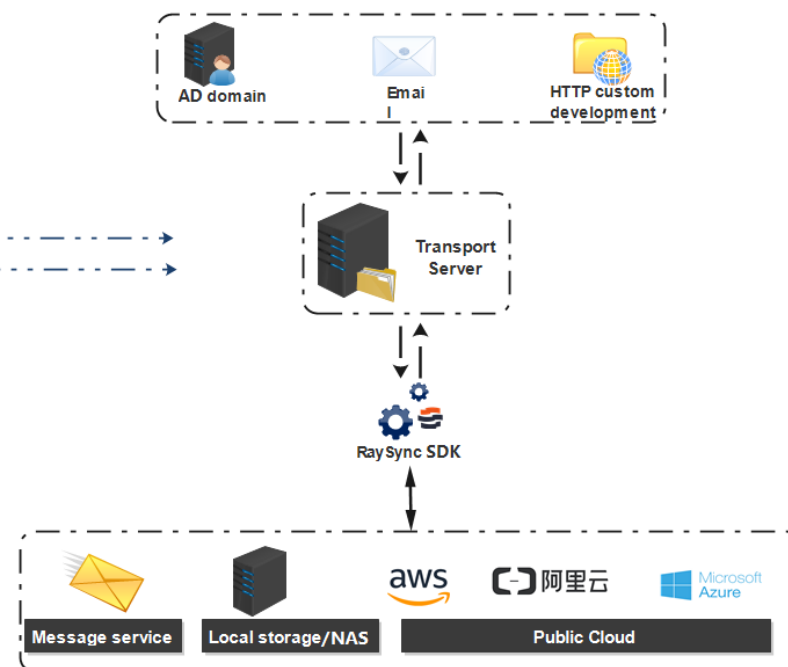 AD domain
Emai
l
HTTP custom
development
Transport
Server
RaySync SDK
aws
阿里云
Microsoft
Azure
Message service
Local storage/NAS
Public Cloud